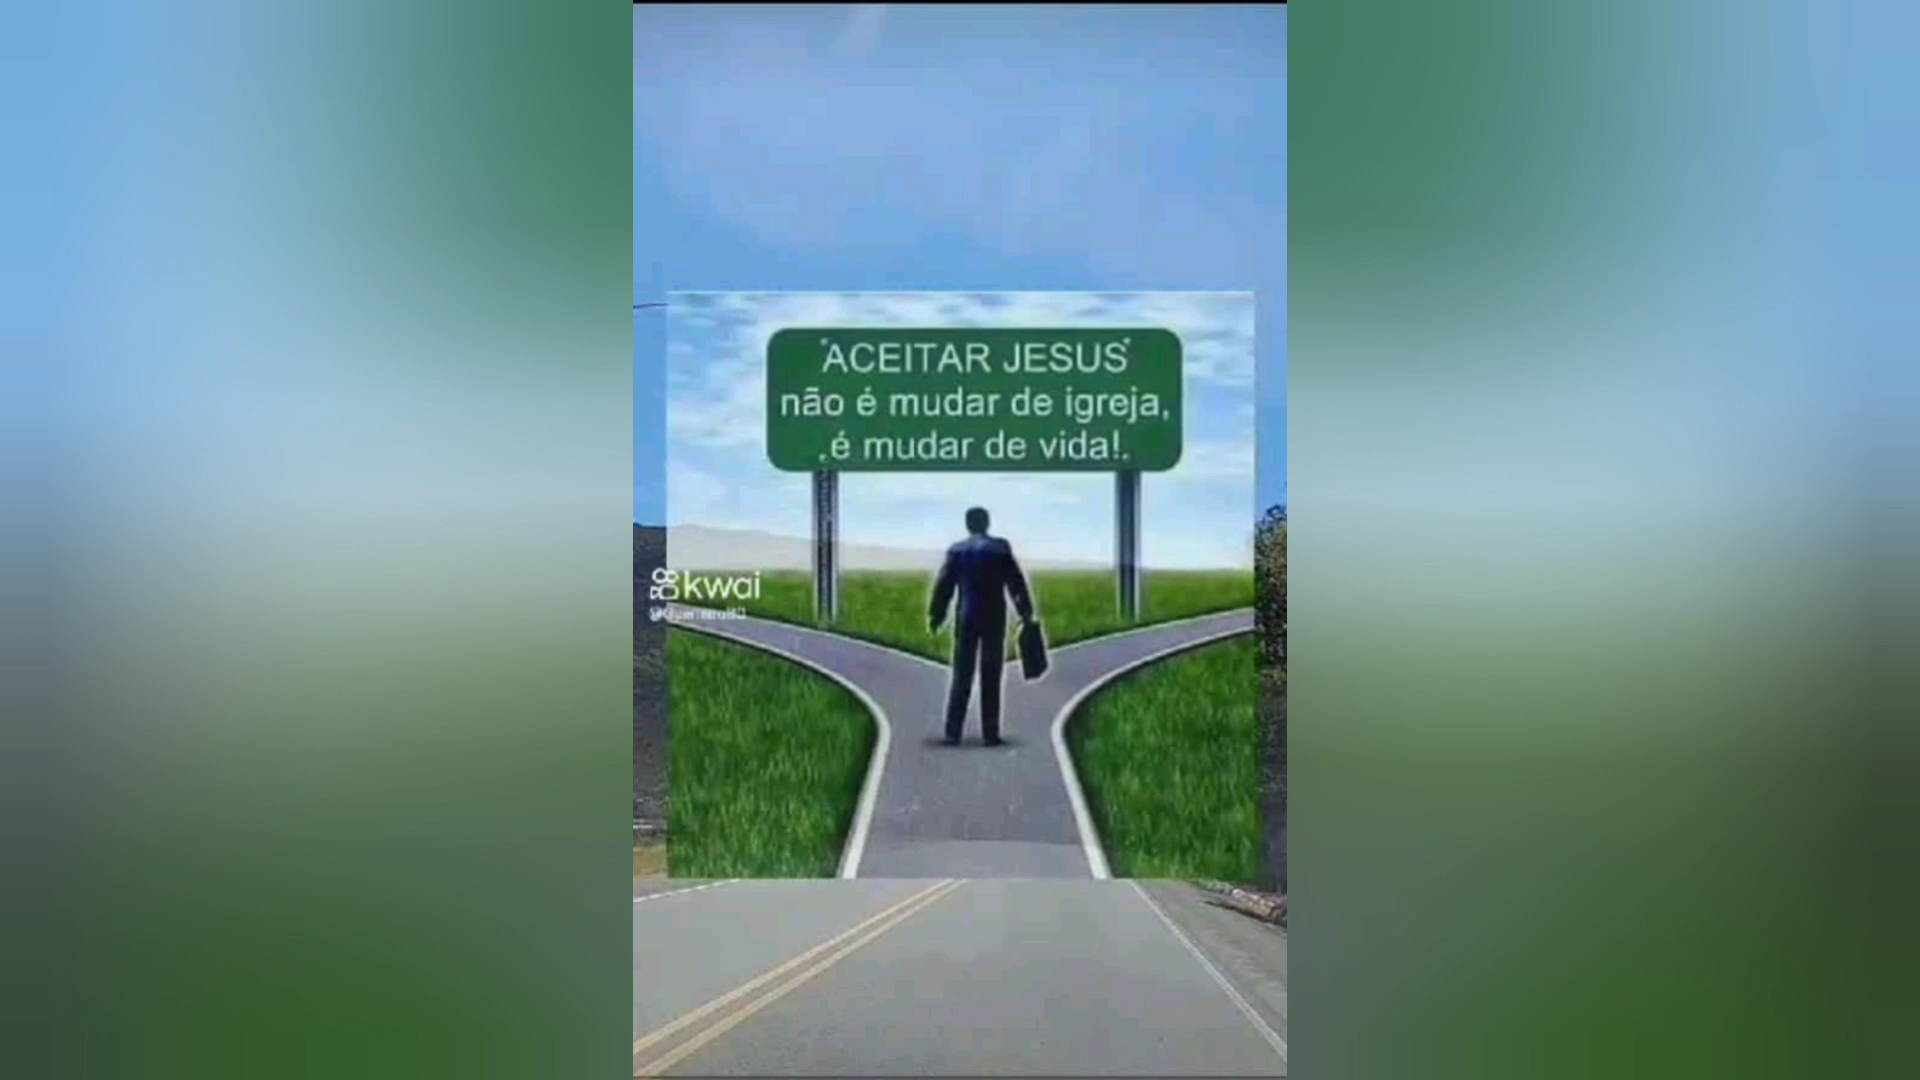 "ACEITAR JESUS"
não é mudar de igreja,
é mudar de vida!
kwai